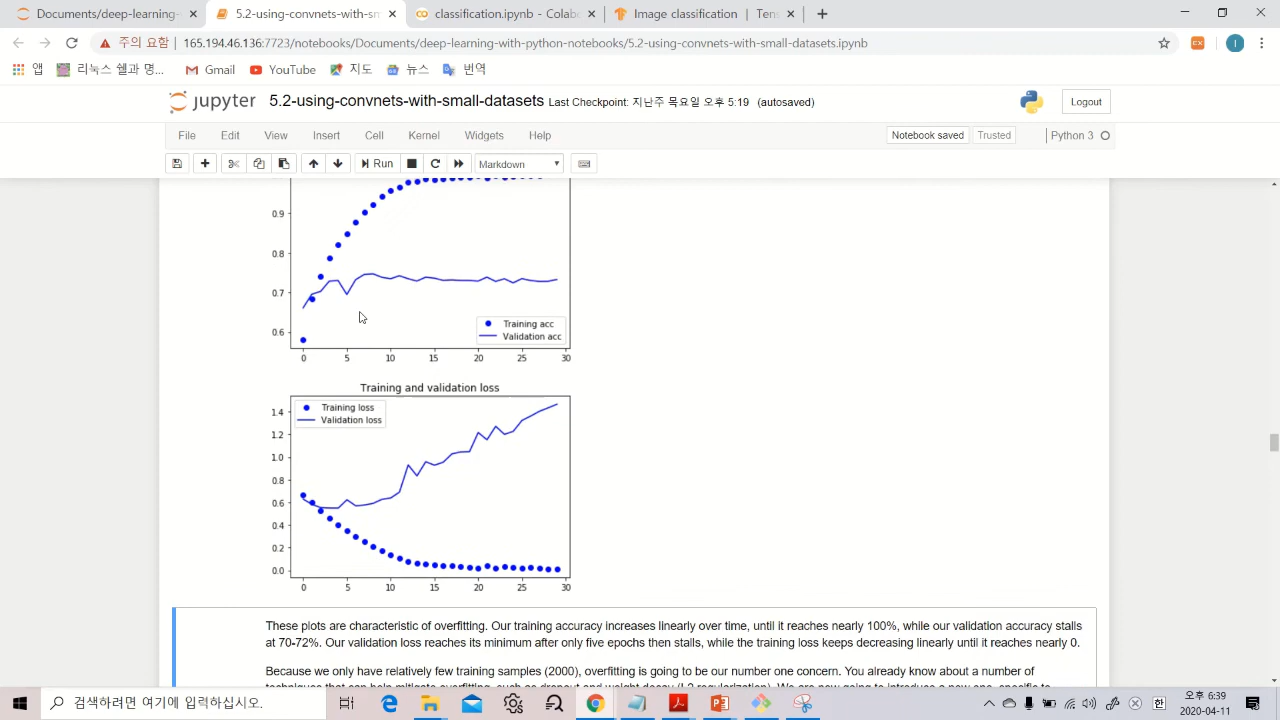 Documents/deep-learning-
5.2-using-convnets-with-sm
classification.ipynb - Colab
Image classification | Tens
주의 요함 | 165.194.46.136:7723/notebooks/Documents/deep-learning-with-python-notebooks/5.2-using-convnets-with-small-datasets.ipynb
앱 리눅스 쉘과 명... Gmail YouTube 지도 뉴스 번역
jupyter 5.2-using-convnets-with-small-datasets Last Checkpoint: 지난주 목요일 오후 5:19 (autosaved) Logout
File Edit View Insert Cell Kernel Widgets Help Notebook saved Trusted Python 3
Run Markdown
0.9
0.8
0.7
0.6
Training acc
Validation acc
0 5 10 15 20 25 30
Training and validation loss
Training loss
Validation loss
1.4
1.2
1.0
0.8
0.6
0.4
0.2
0.0
0 5 10 15 20 25 30
These plots are characteristic of overfitting. Our training accuracy increases linearly over time, until it reaches nearly 100%, while our validation accuracy stalls
at 70-72%. Our validation loss reaches its minimum after only five epochs then stalls, while the training loss keeps decreasing linearly until it reaches nearly 0.
Because we only have relatively few training samples (2000), overfitting is going to be our number one concern. You already know about a number of
검색하려면 여기에 입력하십시오.
한
오후 6:39
2020-04-11